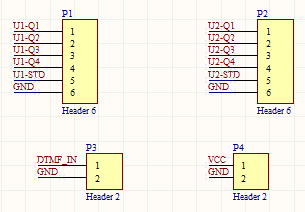 P1
U1-Q1 1
U1-Q2 2
U1-Q3 3
U1-Q4 4
U1-STD 5
GND 6
Header 6
P2
U2-Q1 1
U2-Q2 2
U2-Q3 3
U2-Q4 4
U2-STD 5
GND 6
Header 6
P3
DTMF_IN 1
GND 2
Header 2
P4
VCC 1
GND 2
Header 2